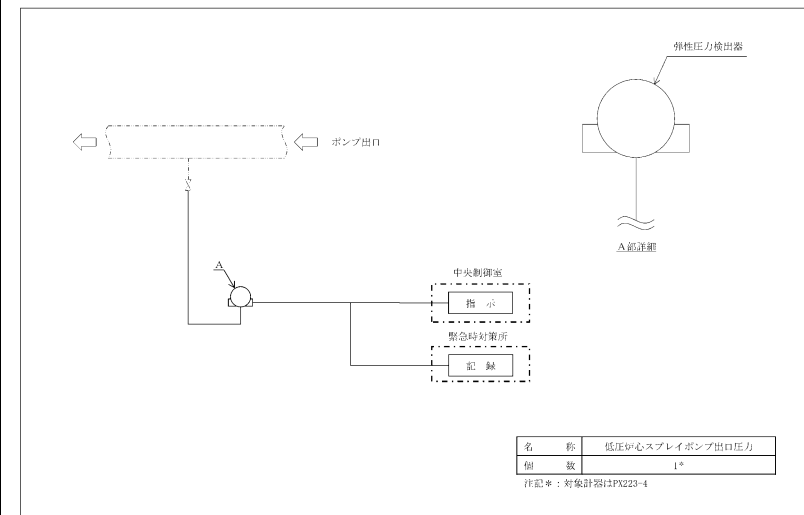 弾性圧力検出器
ポンプ出口
A部詳細
A
中央制御室
指 示
緊急時対策所
記 録
名 称 低圧炉心スプレイポンプ出口圧力
個 数 1*
注記*：対象計器はPX223-4